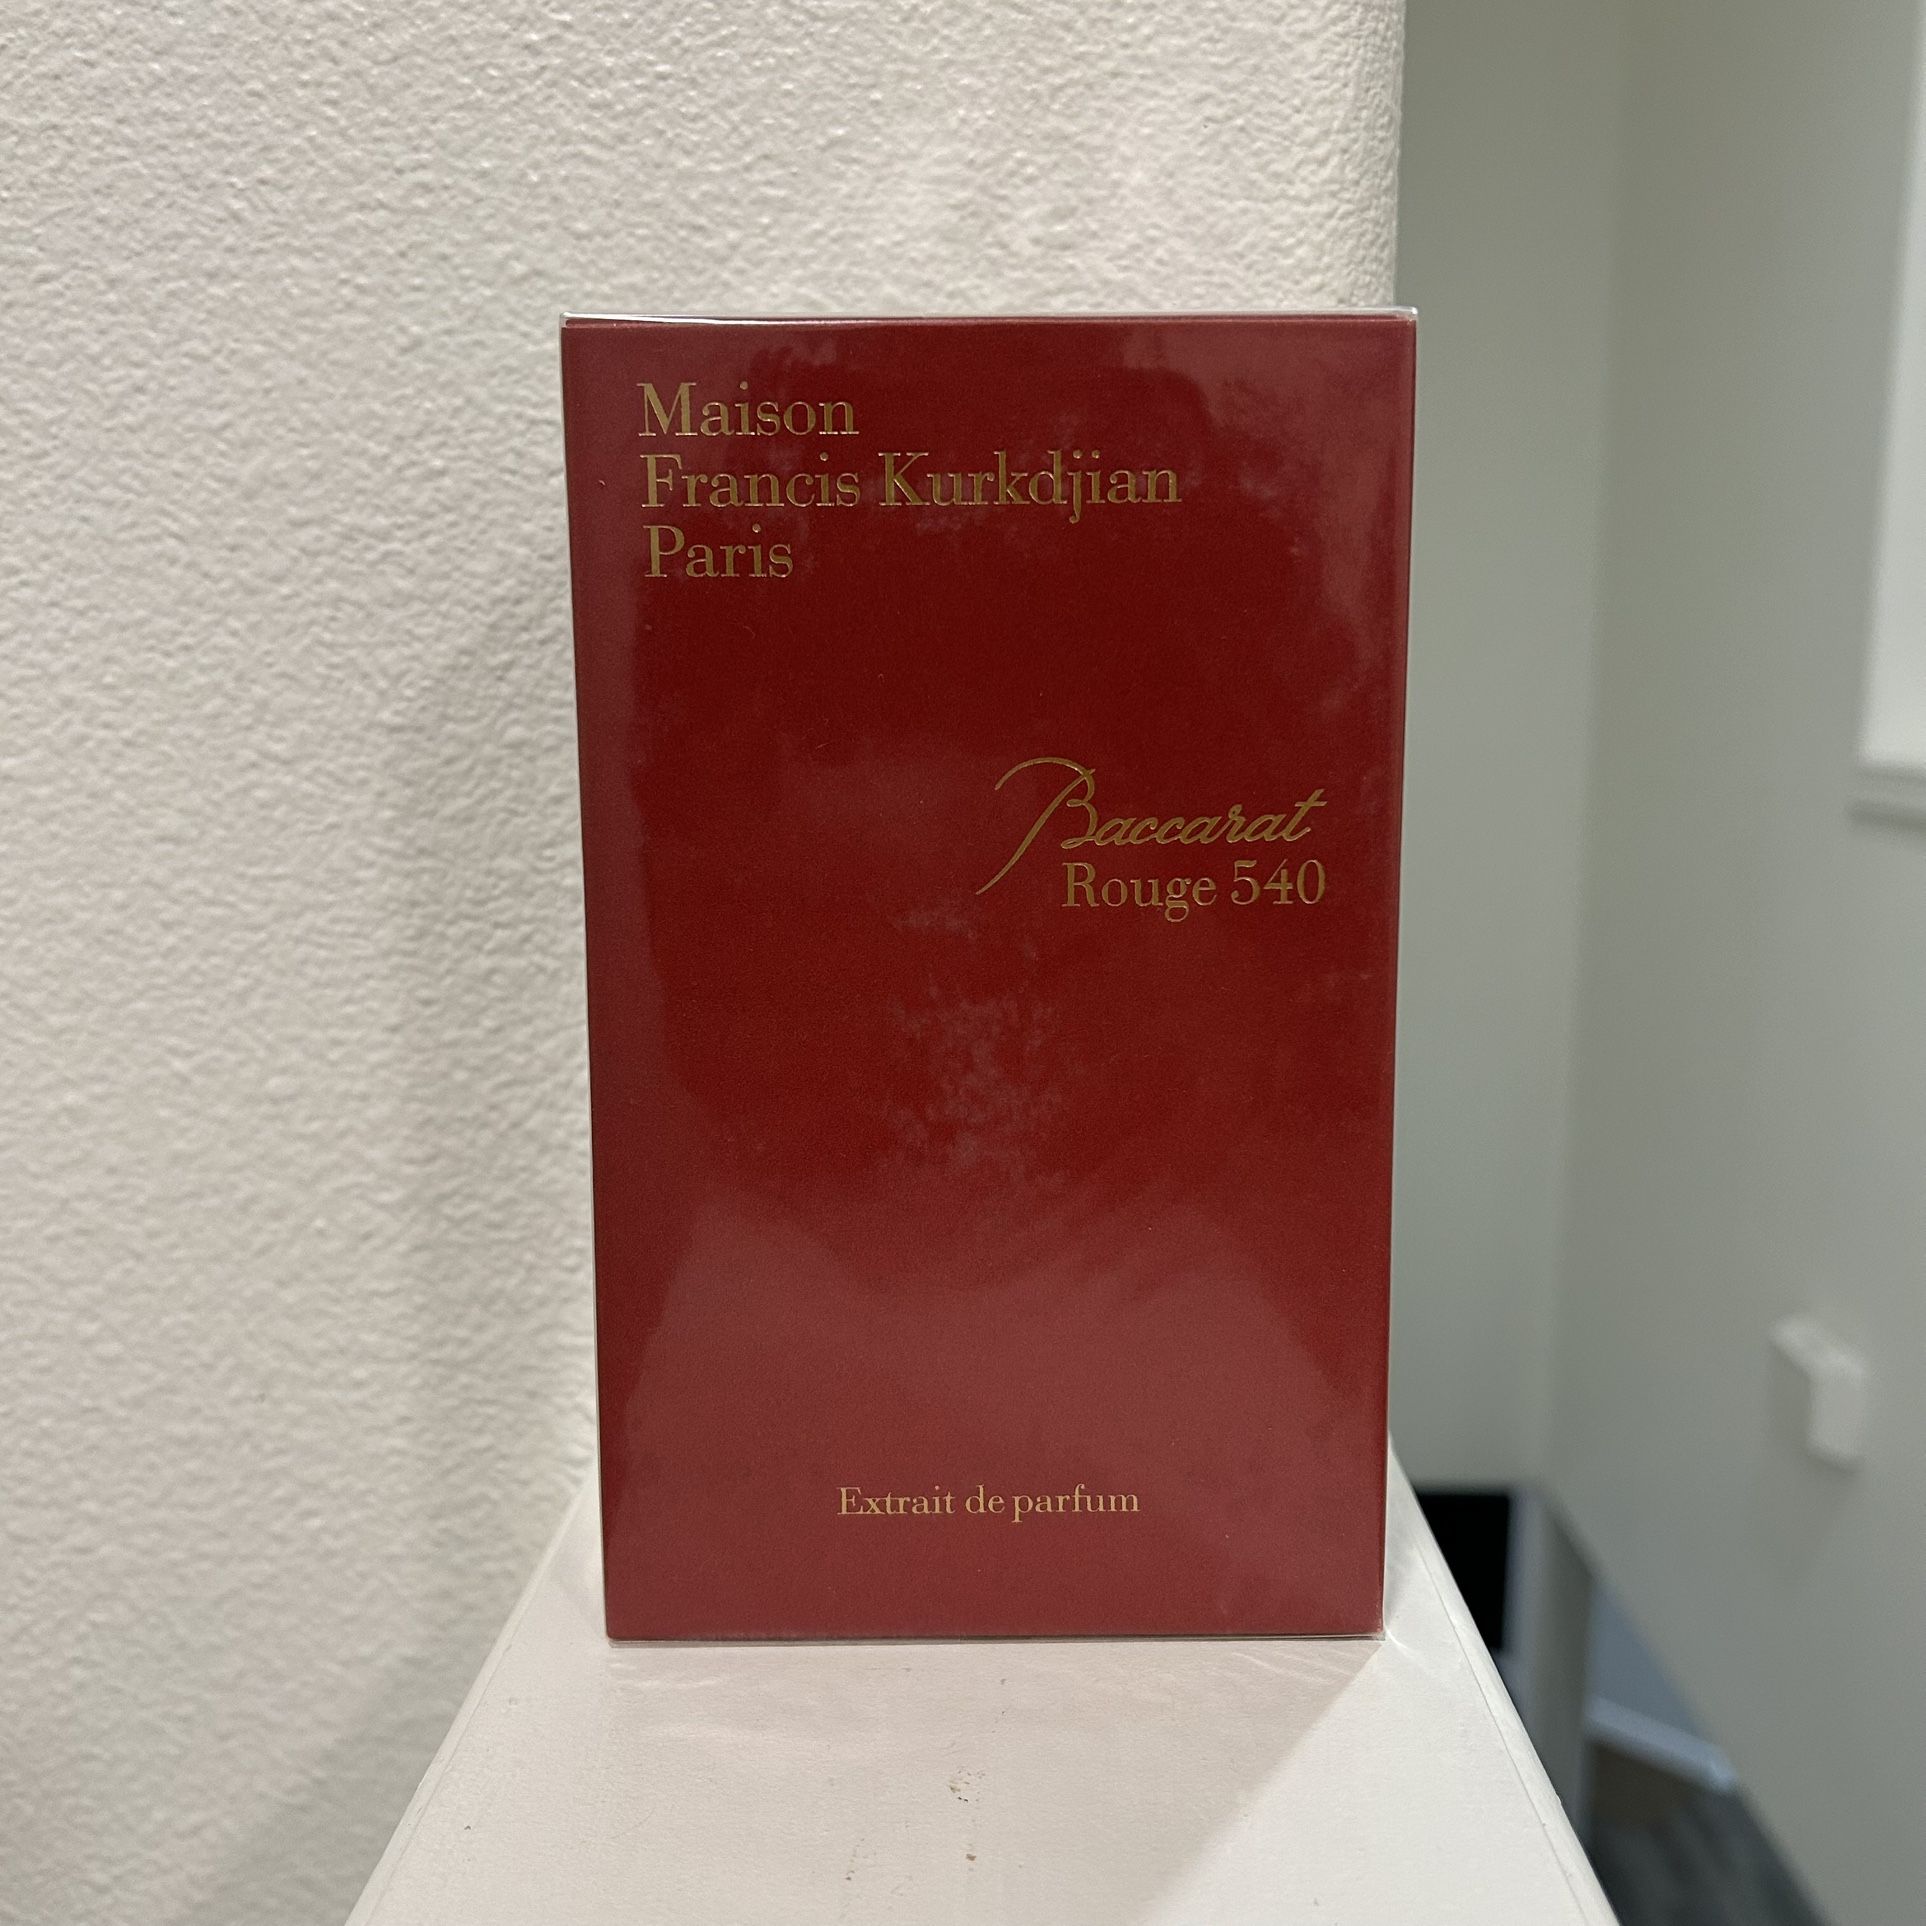 Maison
Francis Kurkdjian
Paris
Baccarat
Rouge 540
Extrait de parfum